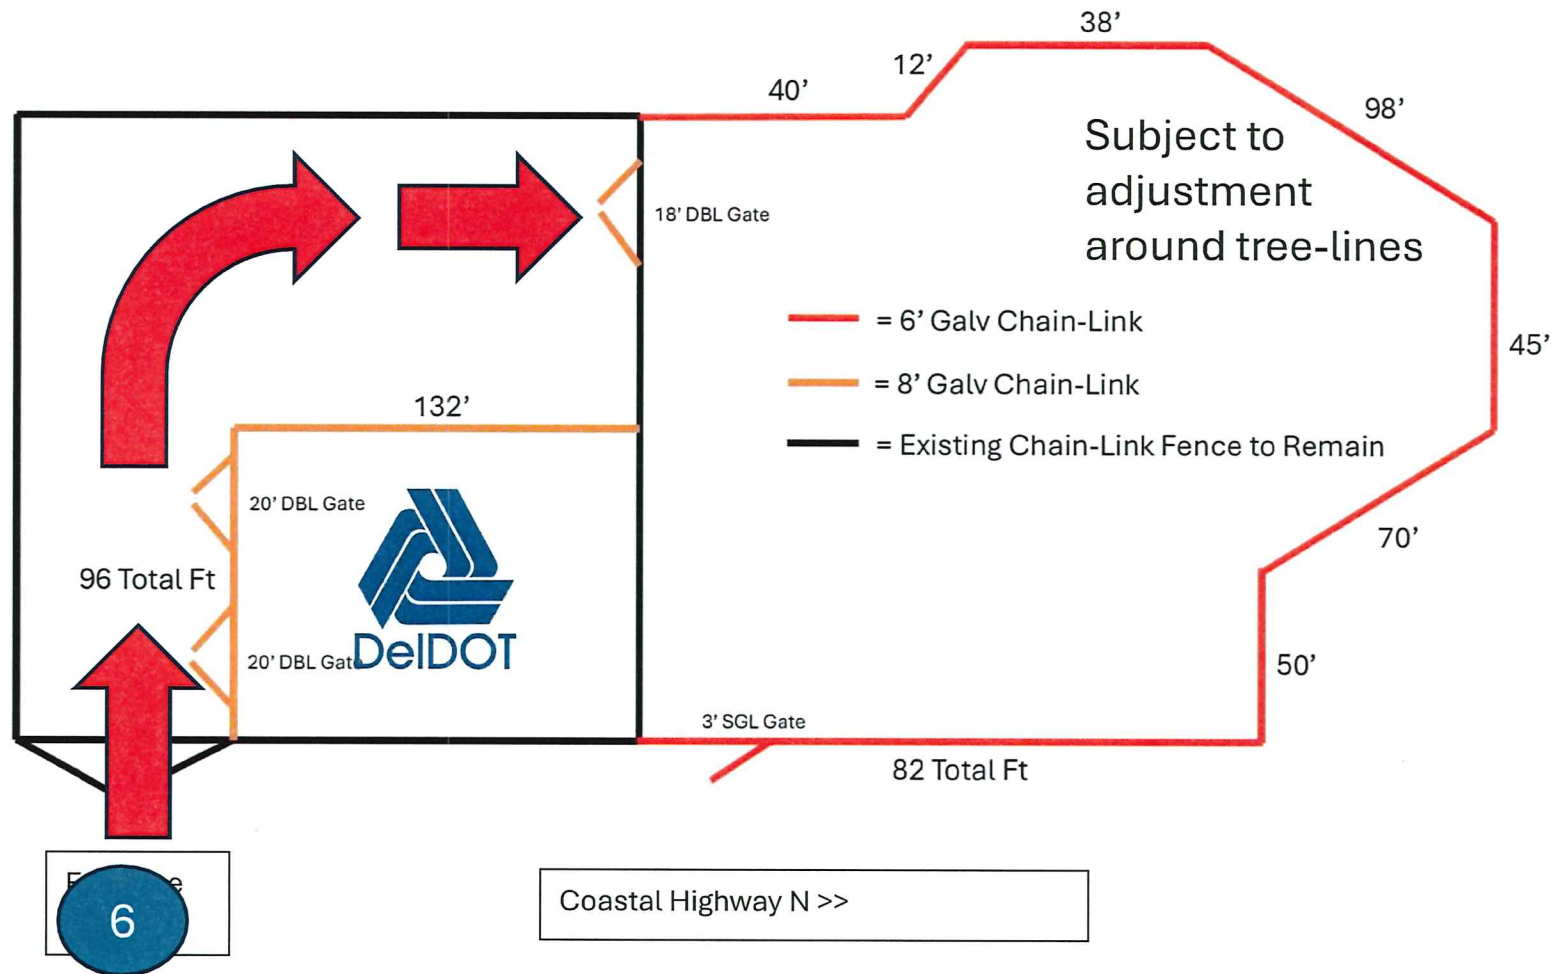 38’
12’
40’
98’
Subject to
adjustment
around tree-lines
18’ DBL Gate
= 6’ Galv Chain-Link
45’
= 8’ Galv Chain-Link
132’
= Existing Chain-Link Fence to Remain
20’ DBL Gate
70’
96 Total Ft
20’ DBL Gate
DelDOT
50’
3’ SGL Gate
82 Total Ft
Coastal Highway N >>
6